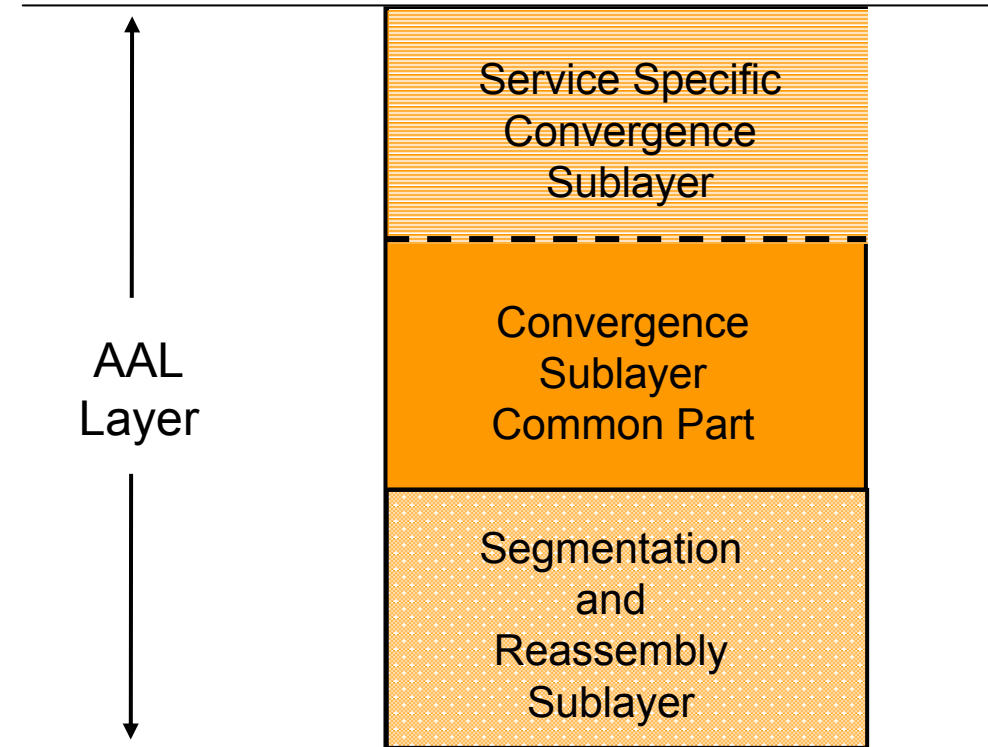 Service Specific
Convergence
Sublayer
AAL
Layer
Convergence
Sublayer
Common Part
Segmentation
and
Reassembly
Sublayer